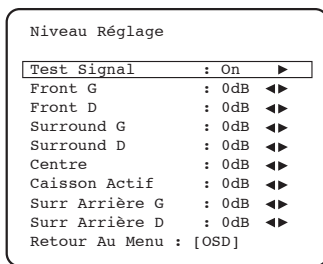 Niveau Réglage
Test Signal : On ►
Front G : 0dB ◄►
Front D : 0dB ◄►
Surround G : 0dB ◄►
Surround D : 0dB ◄►
Centre : 0dB ◄►
Caisson Actif : 0dB ◄►
Surr Arrière G : 0dB ◄►
Surr Arrière D : 0dB ◄►
Retour Au Menu : [OSD]